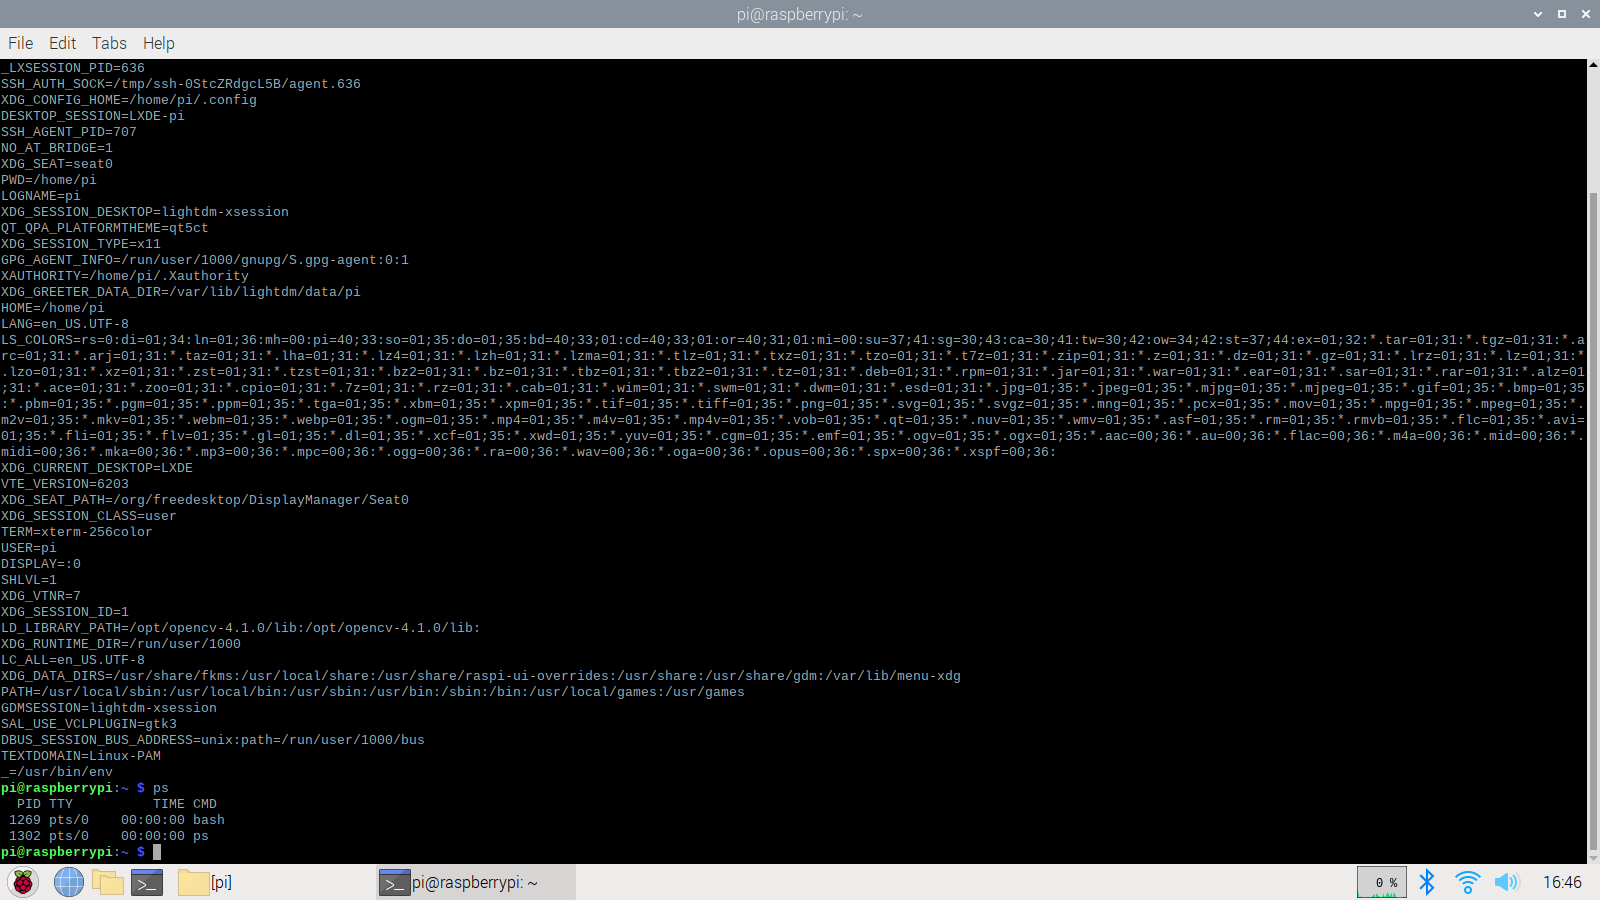 pi@raspberrypi: ~
File Edit Tabs Help
_LXSESSION_PID=636
SSH_AUTH_SOCK=/tmp/ssh-0StcZRdgcL5B/agent.636
XDG_CONFIG_HOME=/home/pi/.config
DESKTOP_SESSION=LXDE-pi
SSH_AGENT_PID=707
NO_AT_BRIDGE=1
XDG_SEAT=seat0
PWD=/home/pi
LOGNAME=pi
XDG_SESSION_DESKTOP=lightdm-xsession
QT_QPA_PLATFORMTHEME=qt5ct
XDG_SESSION_TYPE=x11
GPG_AGENT_INFO=/run/user/1000/gnupg/S.gpg-agent:0:1
XAUTHORITY=/home/pi/.Xauthority
XDG_GREETER_DATA_DIR=/var/lib/lightdm/data/pi
HOME=/home/pi
LANG=en_US.UTF-8
LS_COLORS=rs=0:di=01;34:ln=01;36:mh=00:pi=40;33:so=01;35:do=01;35:bd=40;33;01:cd=40;33;01:or=40;31;01:mi=00:su=37;41:sg=30;43:ca=30;41:tw=30;42:ow=34;42:st=37;44:ex=01;32:*.tar=01;31:*.tgz=01;31:*.a
rc=01;31:*.arj=01;31:*.taz=01;31:*.lha=01;31:*.lz4=01;31:*.lzh=01;31:*.lzma=01;31:*.tlz=01;31:*.txz=01;31:*.tzo=01;31:*.t7z=01;31:*.zip=01;31:*.z=01;31:*.dz=01;31:*.gz=01;31:*.lrz=01;31:*.lz=01;31:*
.lzo=01;31:*.xz=01;31:*.zst=01;31:*.tzst=01;31:*.bz2=01;31:*.bz=01;31:*.tbz=01;31:*.tbz2=01;31:*.tz=01;31:*.deb=01;31:*.rpm=01;31:*.jar=01;31:*.war=01;31:*.ear=01;31:*.sar=01;31:*.rar=01;31:*.alz=01
;31:*.ace=01;31:*.zoo=01;31:*.cpio=01;31:*.7z=01;31:*.rz=01;31:*.cab=01;31:*.wim=01;31:*.swm=01;31:*.dwm=01;31:*.esd=01;31:*.jpg=01;35:*.jpeg=01;35:*.mjpg=01;35:*.mjpeg=01;35:*.gif=01;35:*.bmp=01;35
:*.pbm=01;35:*.pgm=01;35:*.ppm=01;35:*.tga=01;35:*.xbm=01;35:*.xpm=01;35:*.tif=01;35:*.tiff=01;35:*.png=01;35:*.svg=01;35:*.svgz=01;35:*.mng=01;35:*.pcx=01;35:*.mov=01;35:*.mpg=01;35:*.mpeg=01;35:*.
m2v=01;35:*.mkv=01;35:*.webm=01;35:*.webp=01;35:*.ogm=01;35:*.mp4=01;35:*.m4v=01;35:*.mp4v=01;35:*.vob=01;35:*.qt=01;35:*.nuv=01;35:*.wmv=01;35:*.asf=01;35:*.rm=01;35:*.rmvb=01;35:*.flc=01;35:*.avi=
01;35:*.fli=01;35:*.flv=01;35:*.gl=01;35:*.dl=01;35:*.xcf=01;35:*.xwd=01;35:*.yuv=01;35:*.cgm=01;35:*.emf=01;35:*.ogv=01;35:*.ogx=01;35:*.aac=00;36:*.au=00;36:*.flac=00;36:*.m4a=00;36:*.mid=00;36:*.
midi=00;36:*.mka=00;36:*.mp3=00;36:*.mpc=00;36:*.ogg=00;36:*.ra=00;36:*.wav=00;36:*.oga=00;36:*.opus=00;36:*.spx=00;36:*.xspf=00;36:
XDG_CURRENT_DESKTOP=LXDE
VTE_VERSION=6203
XDG_SEAT_PATH=/org/freedesktop/DisplayManager/Seat0
XDG_SESSION_CLASS=user
TERM=xterm-256color
USER=pi
DISPLAY=:0
SHLVL=1
XDG_VTNR=7
XDG_SESSION_ID=1
LD_LIBRARY_PATH=/opt/opencv-4.1.0/lib:/opt/opencv-4.1.0/lib:
XDG_RUNTIME_DIR=/run/user/1000
LC_ALL=en_US.UTF-8
XDG_DATA_DIRS=/usr/share/fkms:/usr/local/share:/usr/share/raspi-ui-overrides:/usr/share:/usr/share/gdm:/var/lib/menu-xdg
PATH=/usr/local/sbin:/usr/local/bin:/usr/sbin:/usr/bin:/sbin:/bin:/usr/local/games:/usr/games
GDMSESSION=lightdm-xsession
SAL_USE_VCLPLUGIN=gtk3
DBUS_SESSION_BUS_ADDRESS=unix:path=/run/user/1000/bus
TEXTDOMAIN=Linux-PAM
_=/usr/bin/env
pi@raspberrypi:~ $ ps
  PID TTY          TIME CMD
 1269 pts/0    00:00:00 bash
 1302 pts/0    00:00:00 ps
pi@raspberrypi:~ $
[pi] pi@raspberrypi: ~ 0 % 16:46